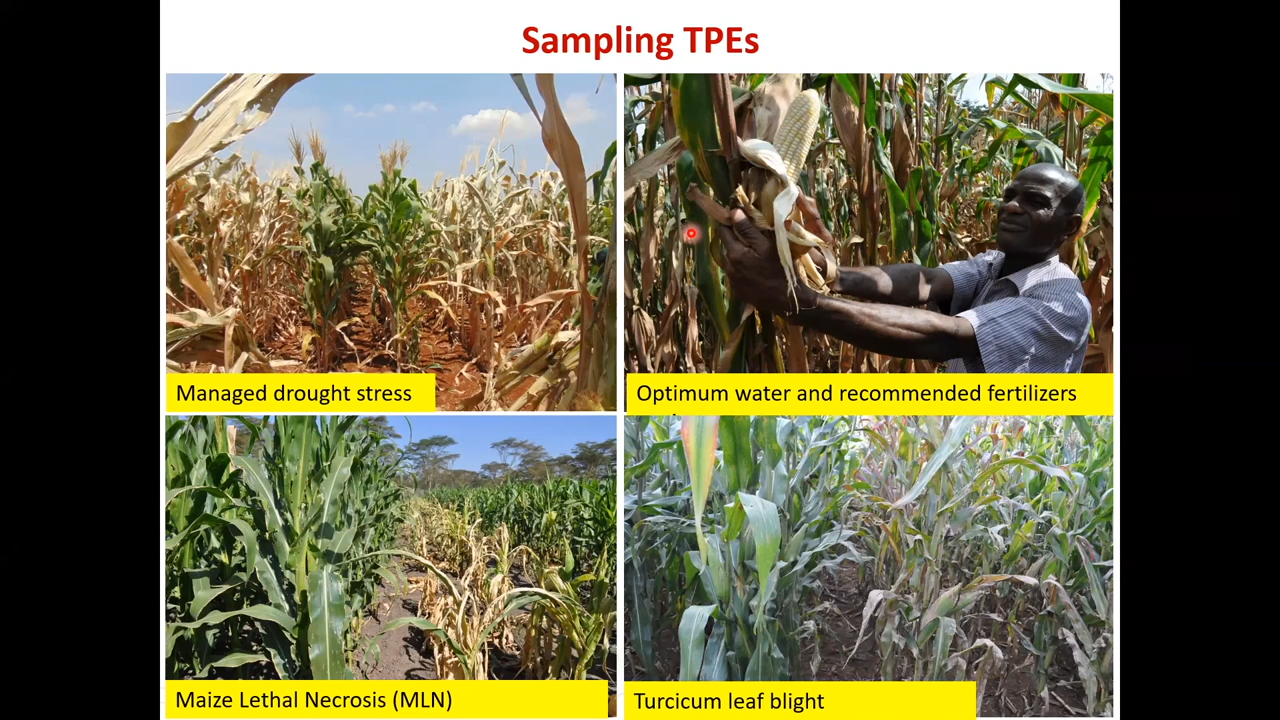 Sampling TPEs
Managed drought stress
Optimum water and recommended fertilizers
Maize Lethal Necrosis (MLN)
Turcicum leaf blight